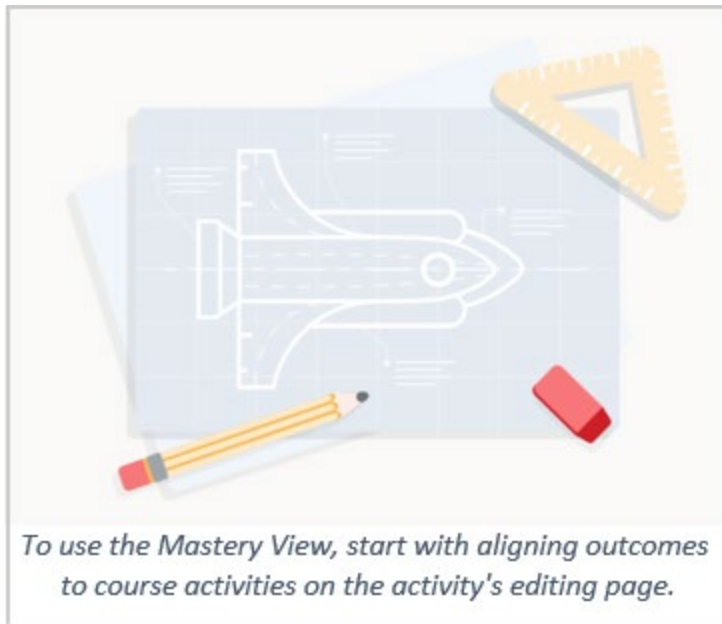 To use the Mastery View, start with aligning outcomes
to course activities on the activity's editing page.